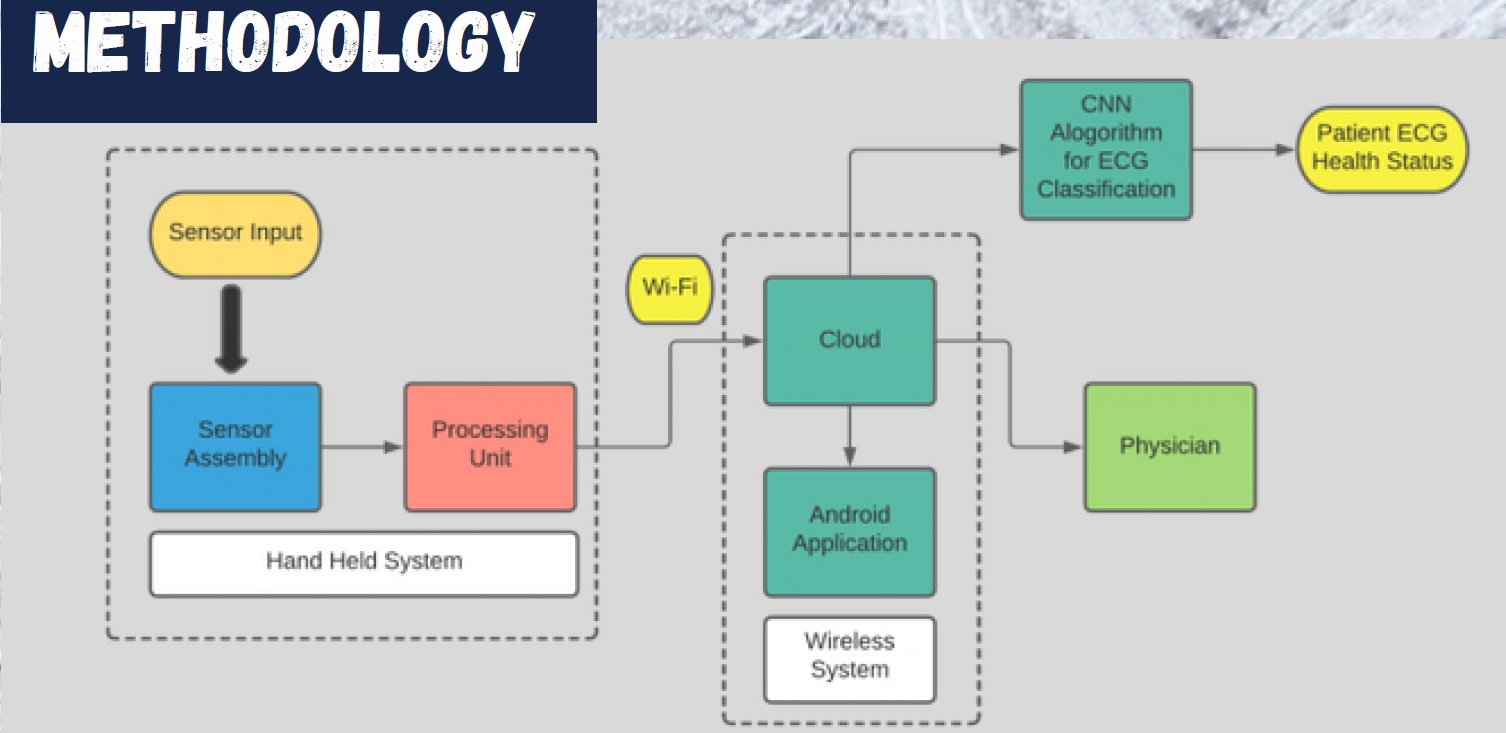 METHODOLOGY
Sensor Input
Sensor
Assembly
Processing
Unit
Hand Held System
Wi-Fi
Cloud
Android
Application
Wireless
System
CNN
Alogorithm
for ECG
Classification
Patient ECG
Health Status
Physician